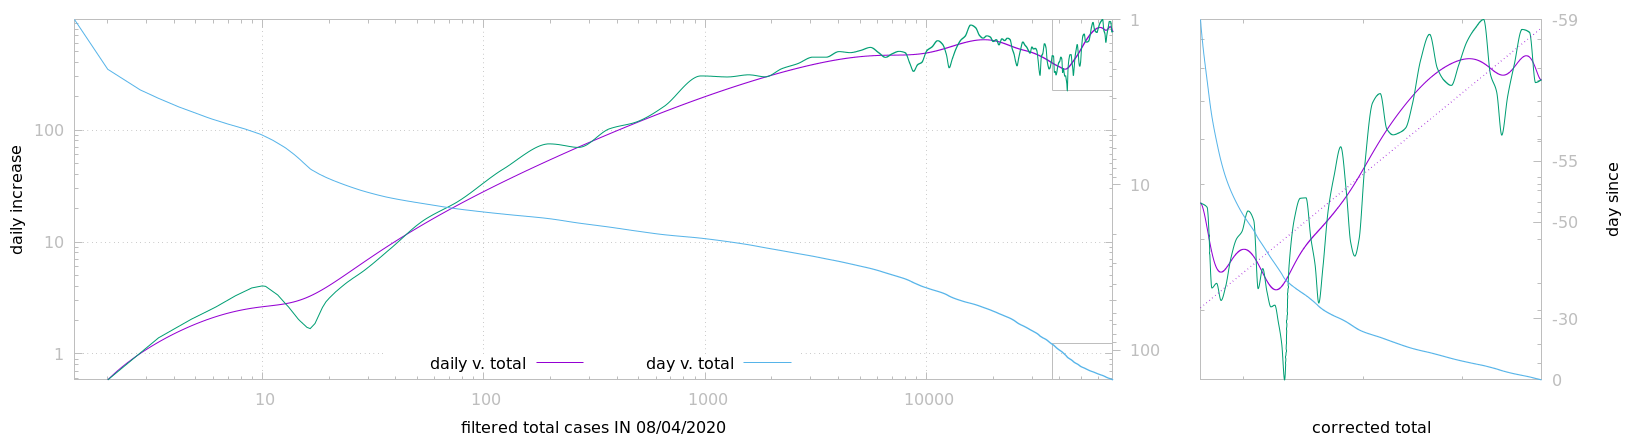 daily increase
100
10
1
10
100
1000
10000
filtered total cases IN 08/04/2020
daily v. total
day v. total
1
10
100
-59
-55
-50
-30
0
day since
corrected total